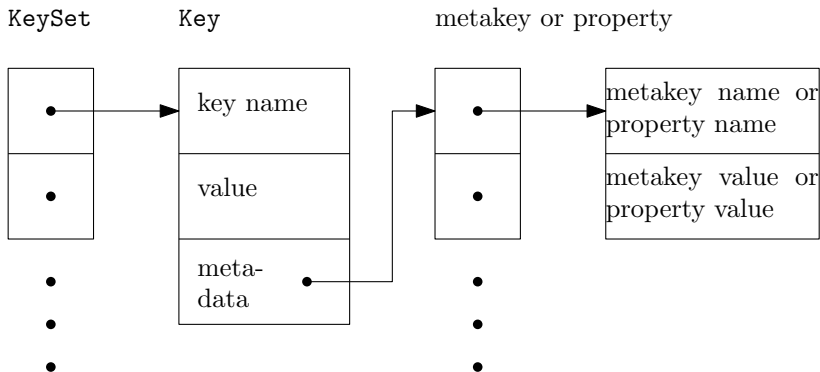 KeySet
Key
metakey or property
key name
value
meta-
data
metakey name or
property name
metakey value or
property value